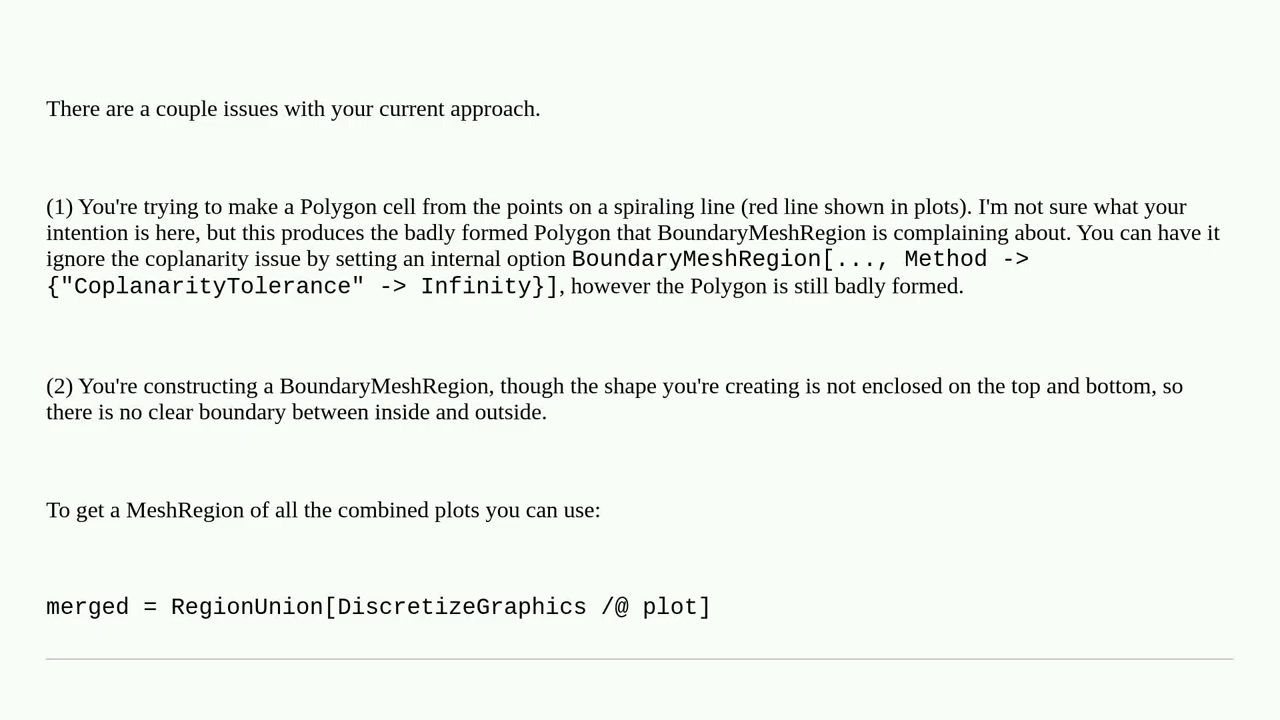 There are a couple issues with your current approach.
(1) You're trying to make a Polygon cell from the points on a spiraling line (red line shown in plots). I'm not sure what your
intention is here, but this produces the badly formed Polygon that BoundaryMeshRegion is complaining about. You can have it
ignore the coplanarity issue by setting an internal option BoundaryMeshRegion[..., Method ->
{"CoplanarityTolerance" -> Infinity}], however the Polygon is still badly formed.
(2) You're constructing a BoundaryMeshRegion, though the shape you're creating is not enclosed on the top and bottom, so
there is no clear boundary between inside and outside.
To get a MeshRegion of all the combined plots you can use:
merged = RegionUnion[DiscretizeGraphics /@ plot]